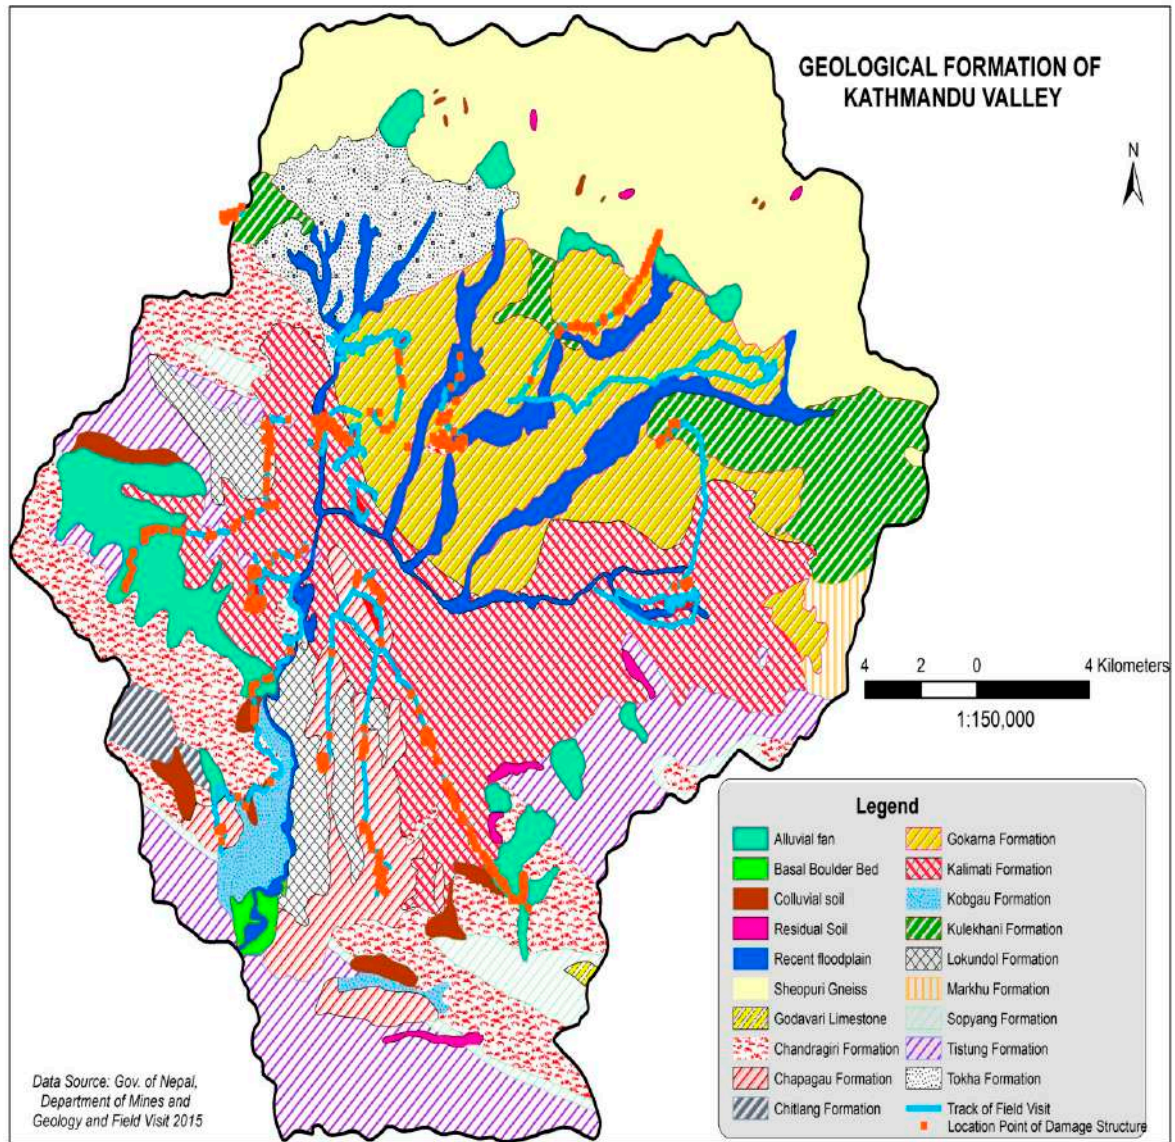 GEOLOGICAL FORMATION OF
KATHMANDU VALLEY
N
4 2 0 4 Kilometers
1:150,000
Legend
Alluvial fan
Basal Boulder Bed
Colluvial soil
Residual Soil
Recent floodplain
Sheopuri Gneiss
Godavari Limestone
Chandragiri Formation
Chapagau Formation
Chitlang Formation
Gokarna Formation
Kalimati Formation
Kobgau Formation
Kulekhani Formation
Lokundol Formation
Markhu Formation
Sopyang Formation
Tistung Formation
Tokha Formation
Track of Field Visit
Location Point of Damage Structure
Data Source: Gov. of Nepal,
Department of Mines and
Geology and Field Visit 2015